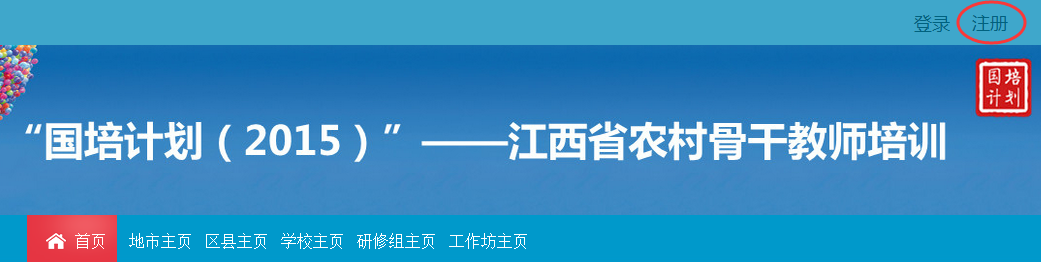 登录 注册
国培
计划
“国培计划（2015）”——江西省农村骨干教师培训
首页 地市主页 区县主页 学校主页 研修组主页 工作坊主页